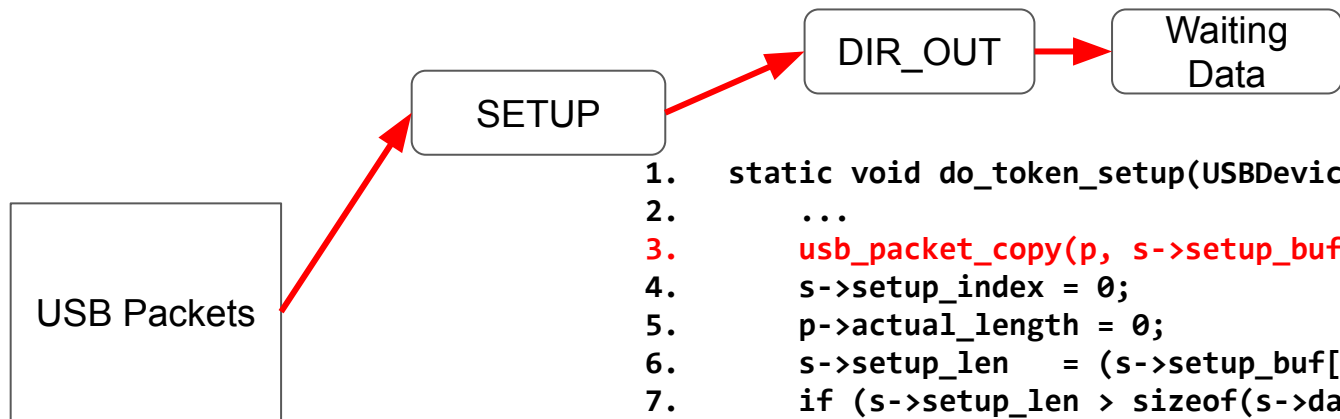 DIR_OUT
Waiting
Data
SETUP
USB Packets
1. static void do_token_setup(USBDevic
2. ...
3. usb_packet_copy(p, s->setup_buf
4. s->setup_index = 0;
5. p->actual_length = 0;
6. s->setup_len   = (s->setup_buf[
7. if (s->setup_len > sizeof(s->da